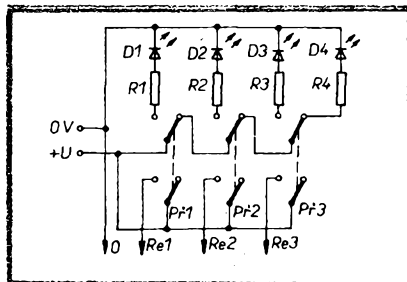 D1 D2 D3 D4
R1 R2 R3 R4
0V
+U
Př1 Př2 Př3
0 Re1 Re2 Re3